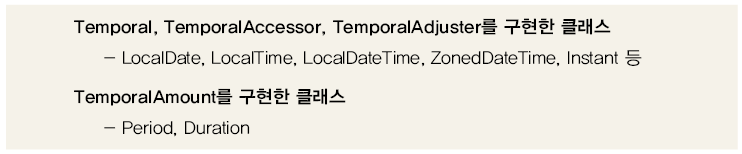 Temporal, TemporalAccessor, TemporalAdjuster를 구현한 클래스
– LocalDate, LocalTime, LocalDateTime, ZonedDateTime, Instant 등
TemporalAmount를 구현한 클래스
– Period, Duration